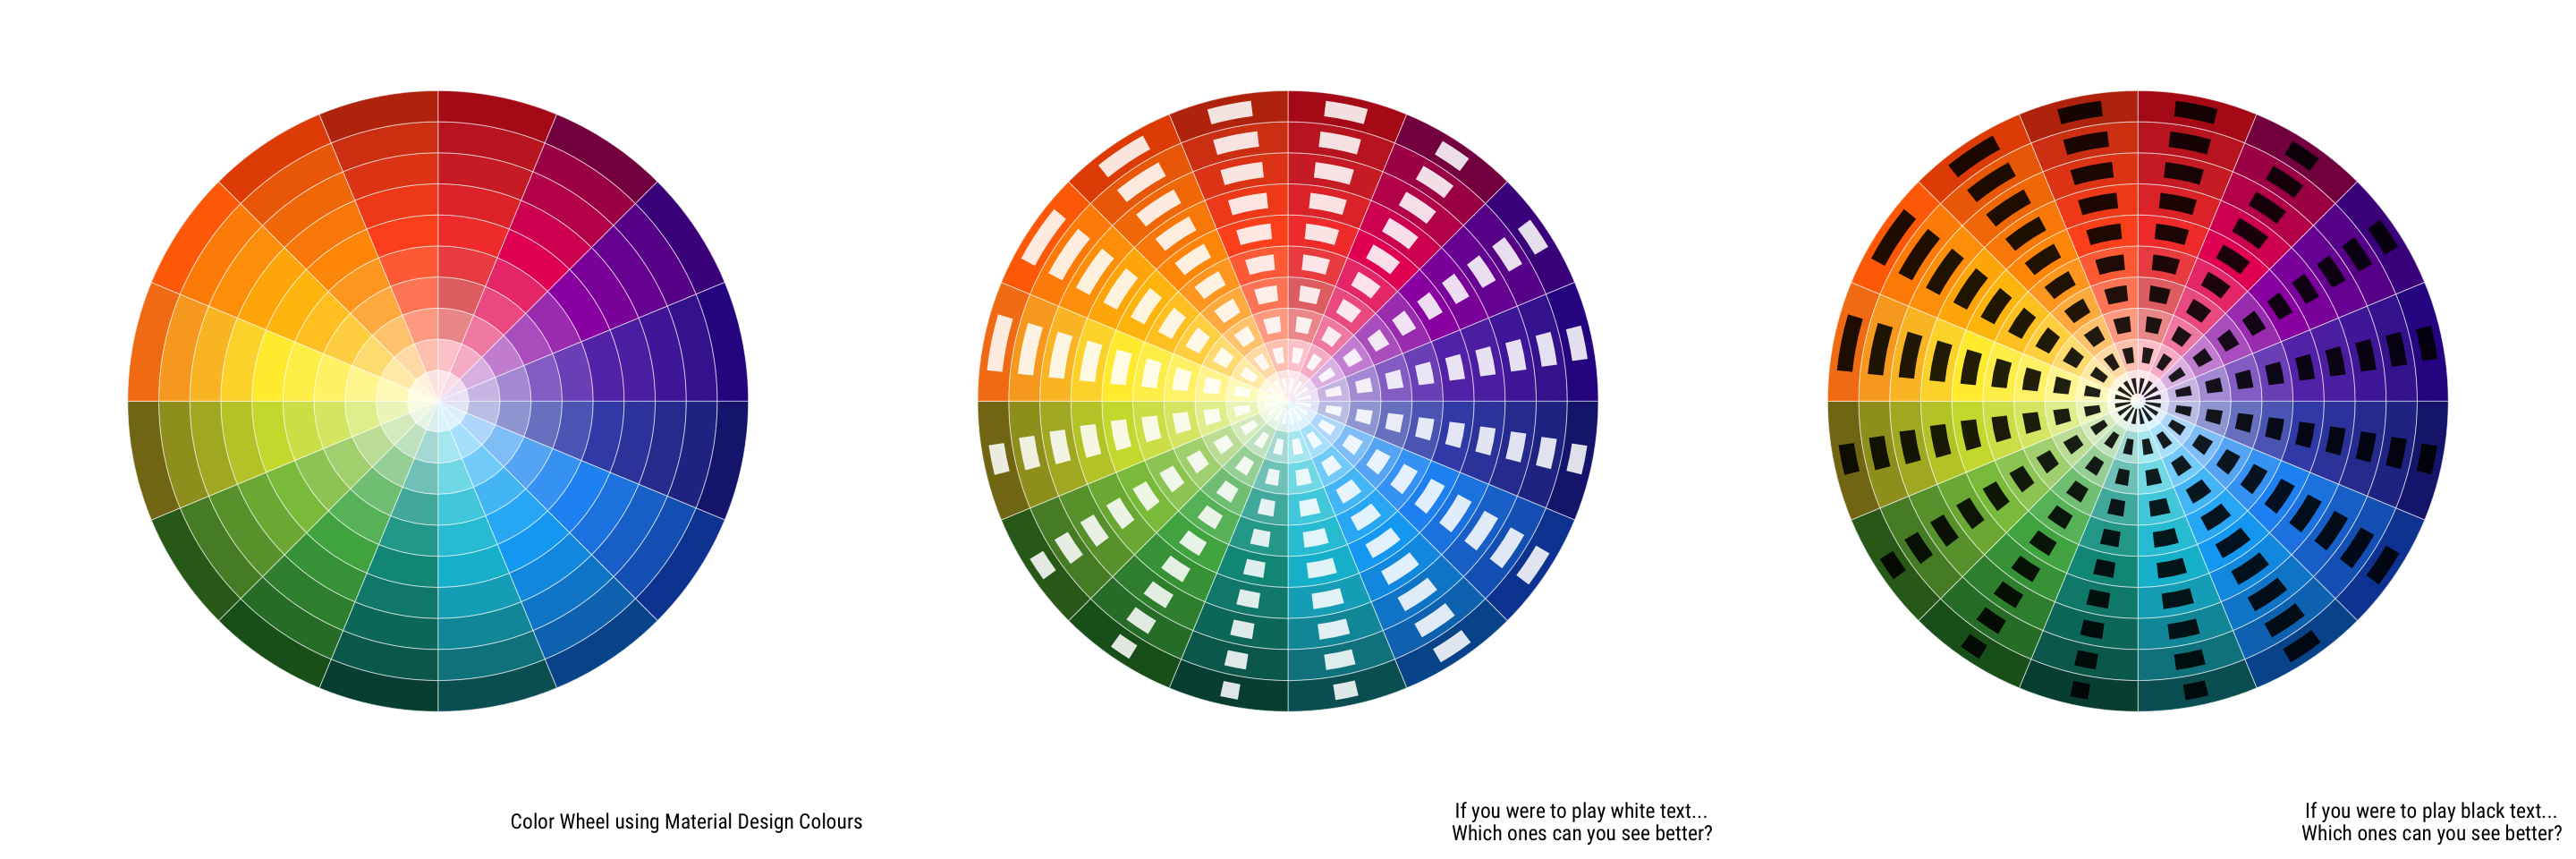 Color Wheel using Material Design Colours
If you were to play white text...
Which ones can you see better?
If you were to play black text...
Which ones can you see better?